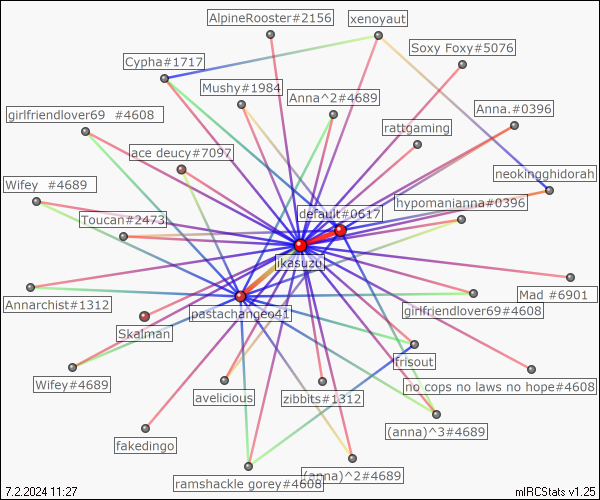 AlpineRooster#2156
xenoyaut
Soxy Foxy#5076
Cypha#1717
Mushy#1984
Anna^2#4689
Anna.#0396
girlfriendlover69 #4608
rattgaming
ace deucy#7097
neokingghidorah
Wifey #4689
hypomanianna#0396
Toucan#2473
default#0617
ikasuzu
Annarchist#1312
Mad #6901
girlfriendlover69#4608
pastachange041
Skalman
frisout
Wifey#4689
no cops no laws no hope#4608
avelicious
zibbits#1312
fakedingo
(anna)^3#4689
(anna)^2#4689
ramshackle gorey#4608
7.2.2024 11:27
mIRCStats v1.25